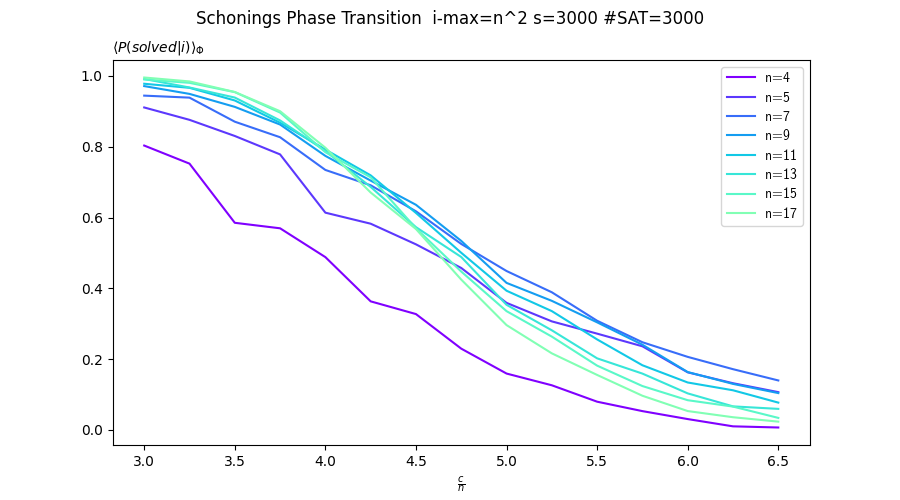 Schonings Phase Transition  i-max=n^2 s=3000 #SAT=3000
⟨P(solved|i)⟩Φ
1.0
0.8
0.6
0.4
0.2
0.0
n=4
n=5
n=7
n=9
n=11
n=13
n=15
n=17
3.0 3.5 4.0 4.5 5.0 5.5 6.0 6.5
c/n